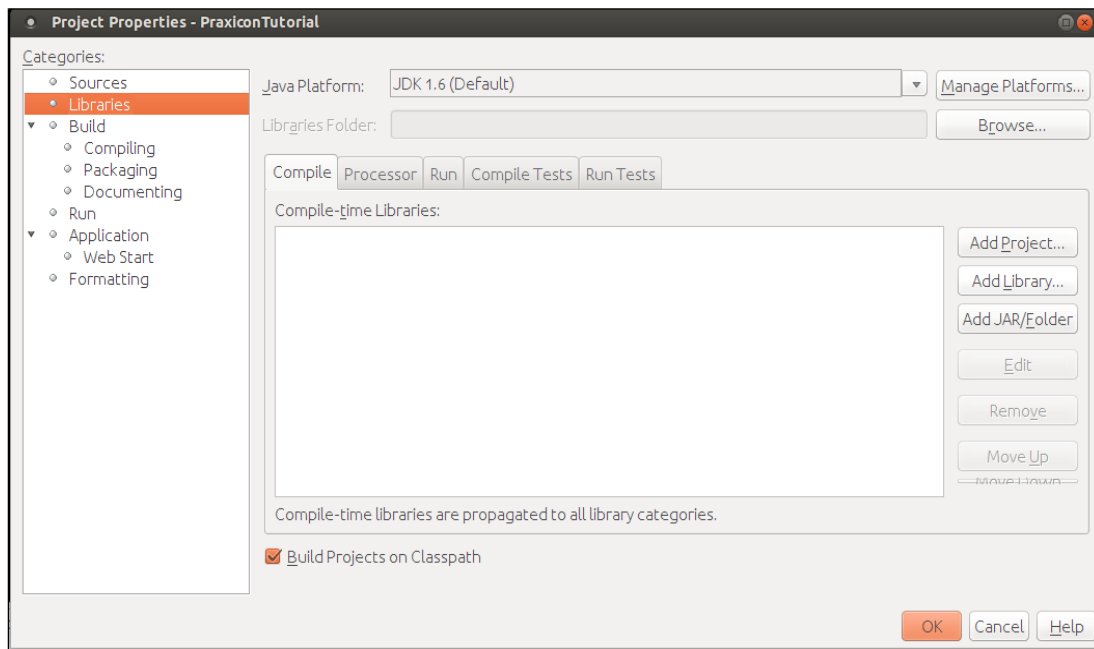 Project Properties - PraxiconTutorial
Categories:
Sources
Libraries
Build
Compiling
Packaging
Documenting
Run
Application
Web Start
Formatting
Java Platform:
JDK 1.6 (Default)
Manage Platforms...
Libraries Folder:
Browse...
Compile
Processor
Run
Compile Tests
Run Tests
Compile-time Libraries:
Add Project...
Add Library...
Add JAR/Folder
Edit
Remove
Move Up
Move Down
Compile-time libraries are propagated to all library categories.
Build Projects on Classpath
OK
Cancel
Help